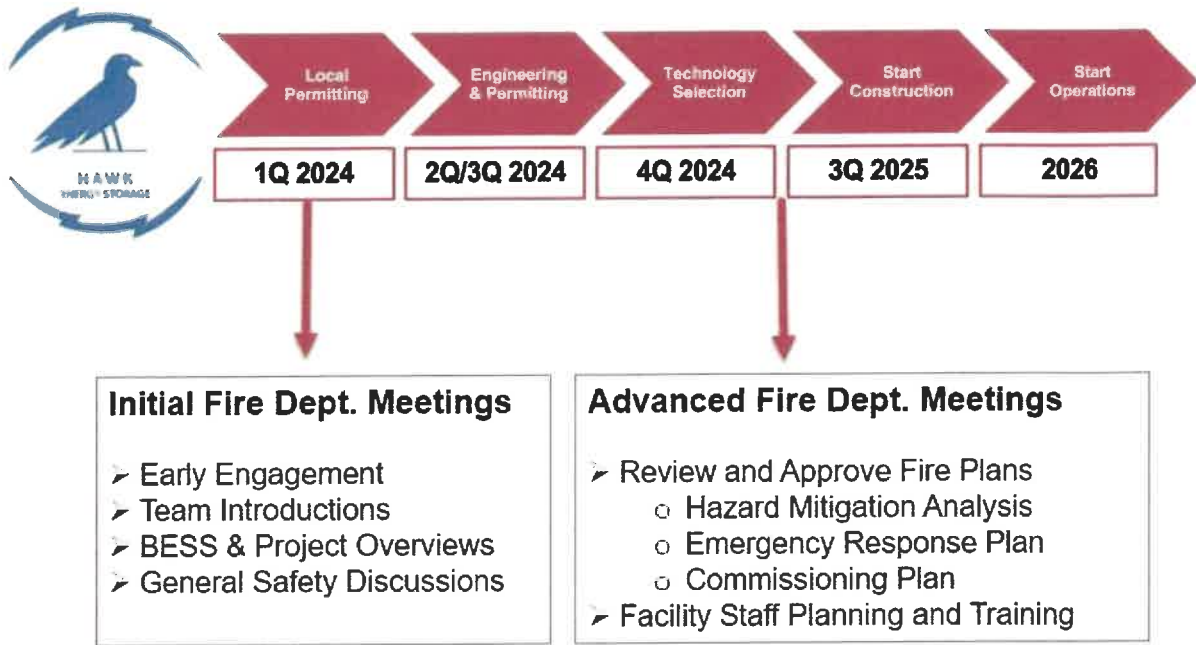 HAWK
ENERGY STORAGE
Local
Permitting
Engineering
& Permitting
Technology
Selection
Start
Construction
Start
Operations
1Q 2024
2Q/3Q 2024
4Q 2024
3Q 2025
2026
Initial Fire Dept. Meetings
➢ Early Engagement
➢ Team Introductions
➢ BESS & Project Overviews
➢ General Safety Discussions
Advanced Fire Dept. Meetings
➢ Review and Approve Fire Plans
o Hazard Mitigation Analysis
o Emergency Response Plan
o Commissioning Plan
➢ Facility Staff Planning and Training